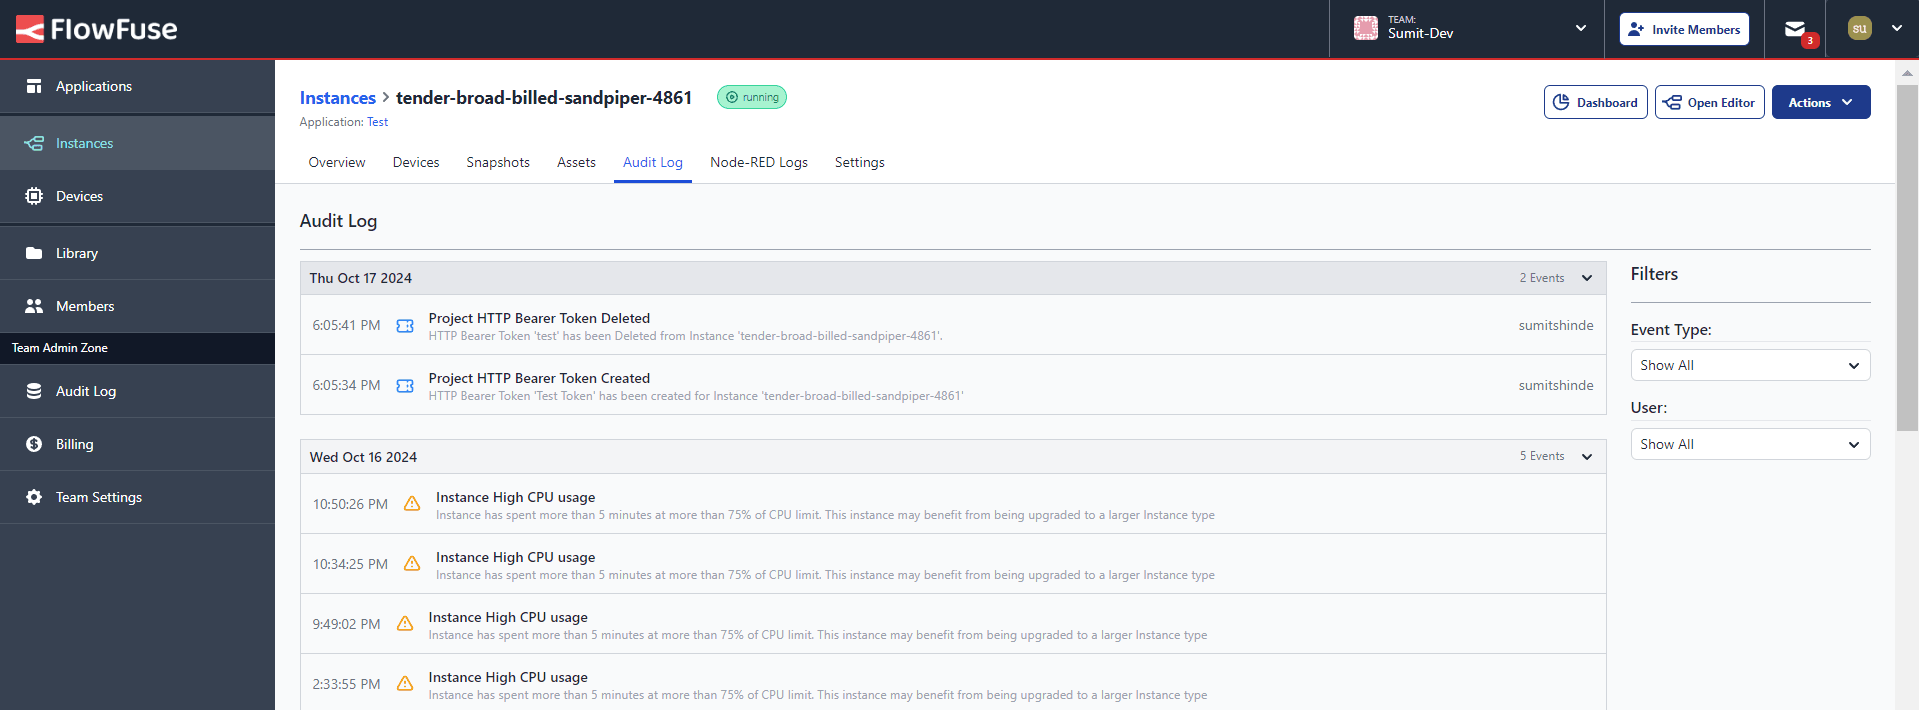 FlowFuse
TEAM:
Sumit-Dev
Invite Members
3
su
Applications
Instances
Devices
Library
Members
Team Admin Zone
Audit Log
Billing
Team Settings
Instances > tender-broad-billed-sandpiper-4861
running
Application: Test
Dashboard
Open Editor
Actions
Overview Devices Snapshots Assets Audit Log Node-RED Logs Settings
Audit Log
Thu Oct 17 2024 2 Events
6:05:41 PM Project HTTP Bearer Token Deleted sumitshinde
HTTP Bearer Token 'test' has been Deleted from Instance 'tender-broad-billed-sandpiper-4861'.
6:05:34 PM Project HTTP Bearer Token Created sumitshinde
HTTP Bearer Token 'Test Token' has been created for Instance 'tender-broad-billed-sandpiper-4861'
Wed Oct 16 2024 5 Events
10:50:26 PM Instance High CPU usage
Instance has spent more than 5 minutes at more than 75% of CPU limit. This instance may benefit from being upgraded to a larger Instance type
10:34:25 PM Instance High CPU usage
Instance has spent more than 5 minutes at more than 75% of CPU limit. This instance may benefit from being upgraded to a larger Instance type
9:49:02 PM Instance High CPU usage
Instance has spent more than 5 minutes at more than 75% of CPU limit. This instance may benefit from being upgraded to a larger Instance type
2:33:55 PM Instance High CPU usage
Instance has spent more than 5 minutes at more than 75% of CPU limit. This instance may benefit from being upgraded to a larger Instance type
Filters
Event Type:
Show All
User:
Show All